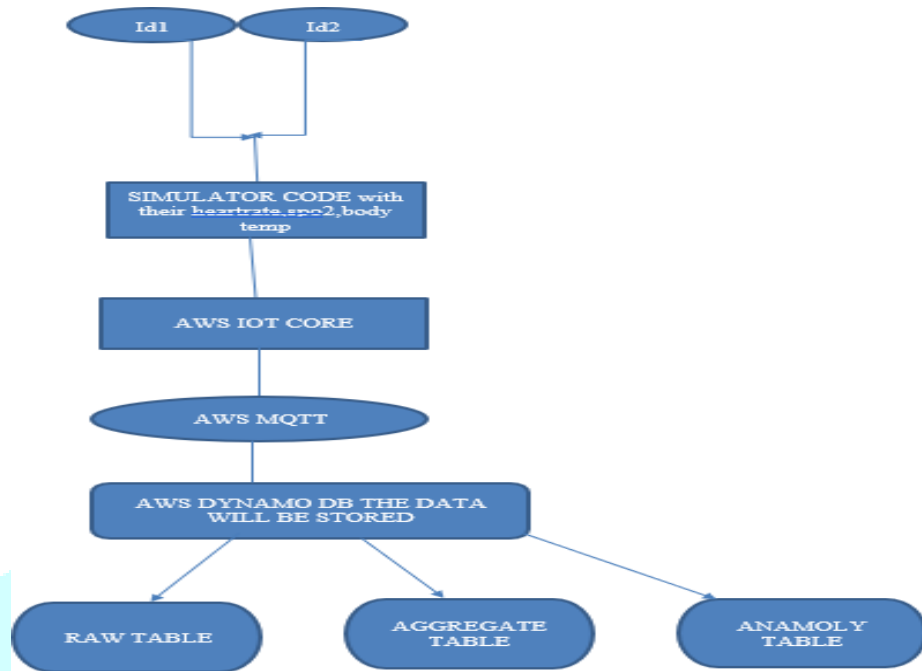 Id1
Id2
SIMULATOR CODE with
their heartrate,spo2,body
temp
AWS IOT CORE
AWS MQTT
AWS DYNAMO DB THE DATA
WILL BE STORED
RAW TABLE
AGGREGATE
TABLE
ANAMOLY
TABLE